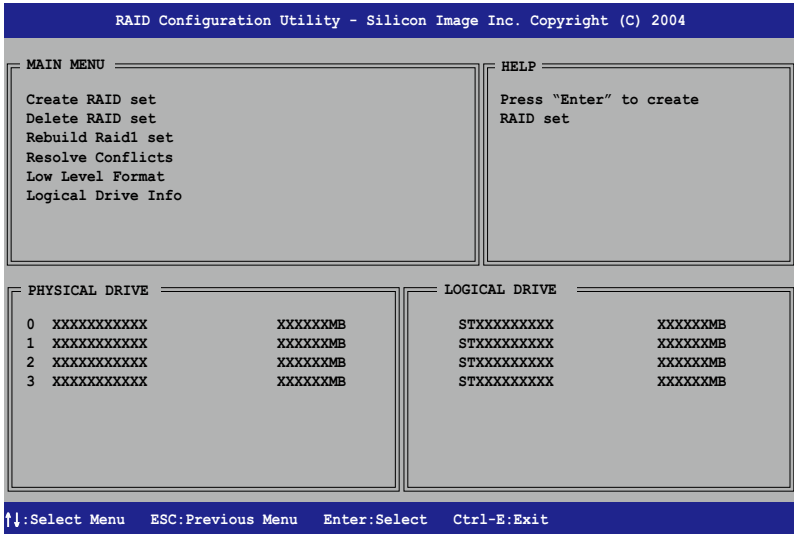 RAID Configuration Utility - Silicon Image Inc. Copyright (C) 2004
MAIN MENU
Create RAID set
Delete RAID set
Rebuild Raid1 set
Resolve Conflicts
Low Level Format
Logical Drive Info
HELP
Press “Enter” to create
RAID set
PHYSICAL DRIVE
0 XXXXXXXXXXX XXXXXXMB
1 XXXXXXXXXXX XXXXXXMB
2 XXXXXXXXXXX XXXXXXMB
3 XXXXXXXXXXX XXXXXXMB
LOGICAL DRIVE
STXXXXXXXXX XXXXXXMB
STXXXXXXXXX XXXXXXMB
STXXXXXXXXX XXXXXXMB
STXXXXXXXXX XXXXXXMB
↑↓:Select Menu ESC:Previous Menu Enter:Select Ctrl-E:Exit